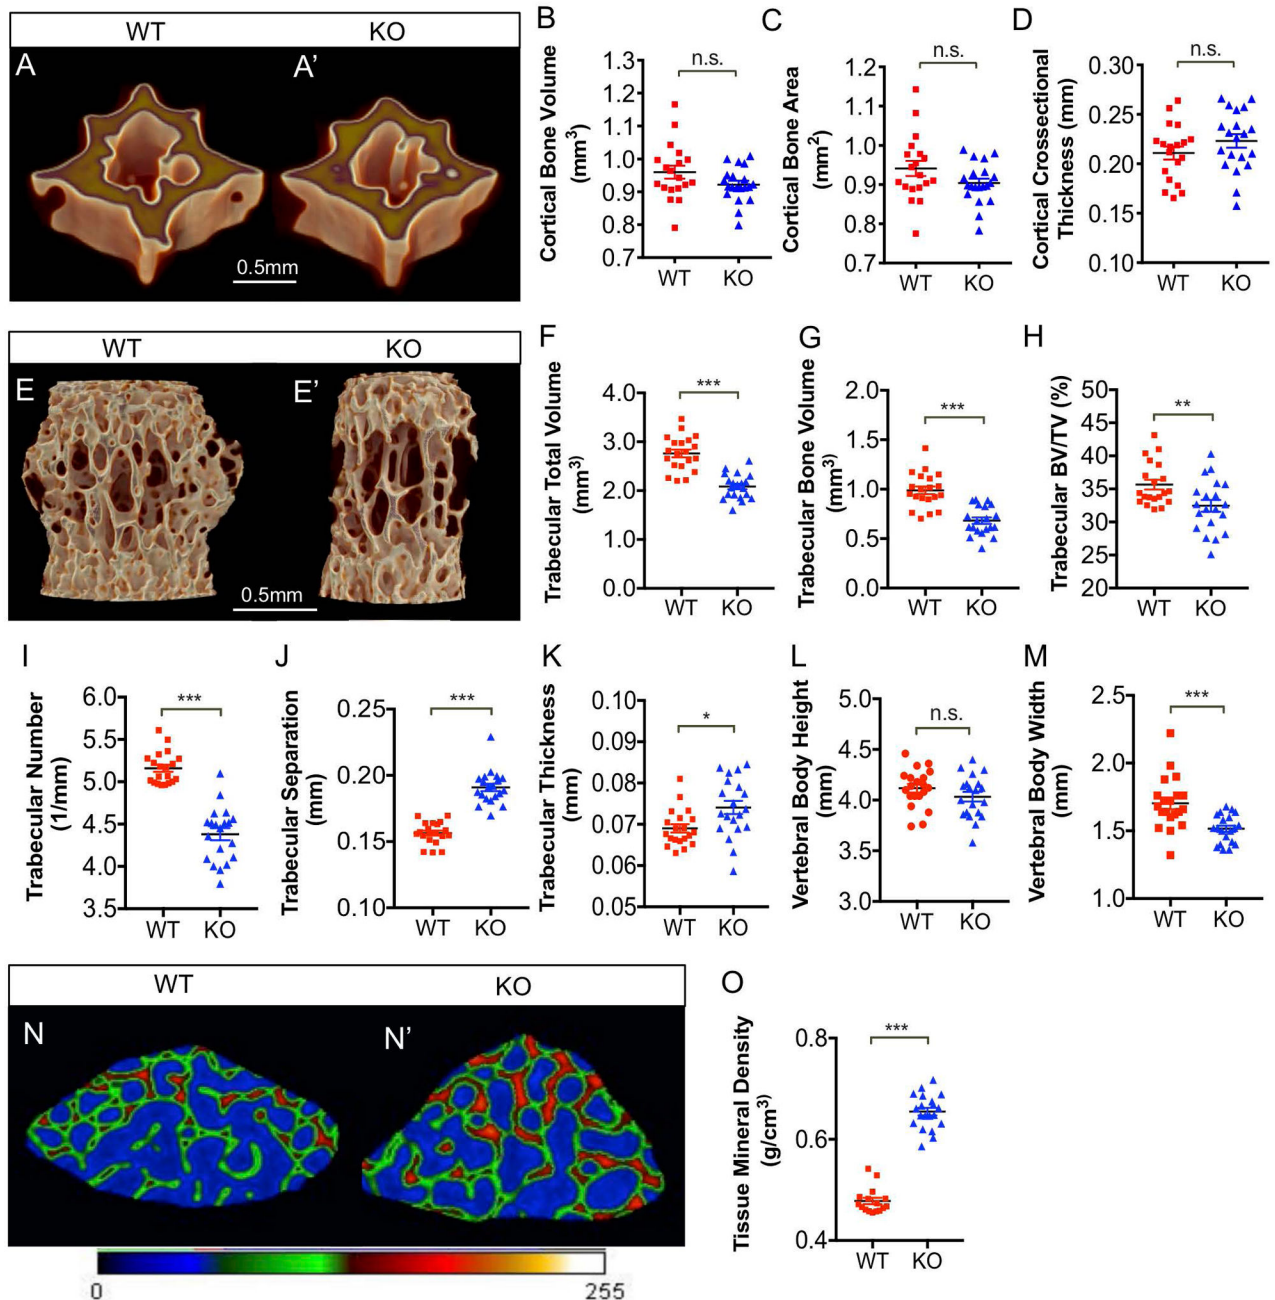 WT KO
A A'
0.5mm
B
Cortical Bone Volume
(mm3)
1.3
1.2
1.1
1.0
0.9
0.8
0.7
n.s.
WT KO
C
Cortical Bone Area
(mm2)
1.2
1.1
1.0
0.9
0.8
0.7
n.s.
WT KO
D
Cortical Crossectional
Thickness (mm)
0.30
0.25
0.20
0.15
0.10
n.s.
WT KO
WT KO
E E'
0.5mm
F
Trabecular Total Volume
(mm3)
4.0
3.0
2.0
1.0
0.0
***
WT KO
G
Trabecular Bone Volume
(mm3)
2.0
1.5
1.0
0.5
0.0
***
WT KO
H
Trabecular BV/TV (%)
50
45
40
35
30
25
20
**
WT KO
I
Trabecular Number
(1/mm)
6.0
5.5
5.0
4.5
4.0
3.5
***
WT KO
J
Trabecular Separation
(mm)
0.25
0.20
0.15
0.10
***
WT KO
K
Trabecular Thickness
(mm)
0.10
0.09
0.08
0.07
0.06
0.05
*
WT KO
L
Vertebral Body Height
(mm)
5.0
4.5
4.0
3.5
3.0
n.s.
WT KO
M
Vertebral Body Width
(mm)
2.5
2.0
1.5
1.0
***
WT KO
WT KO
N N'
0 255
O
Tissue Mineral Density
(g/cm3)
0.8
0.6
0.4
***
WT KO